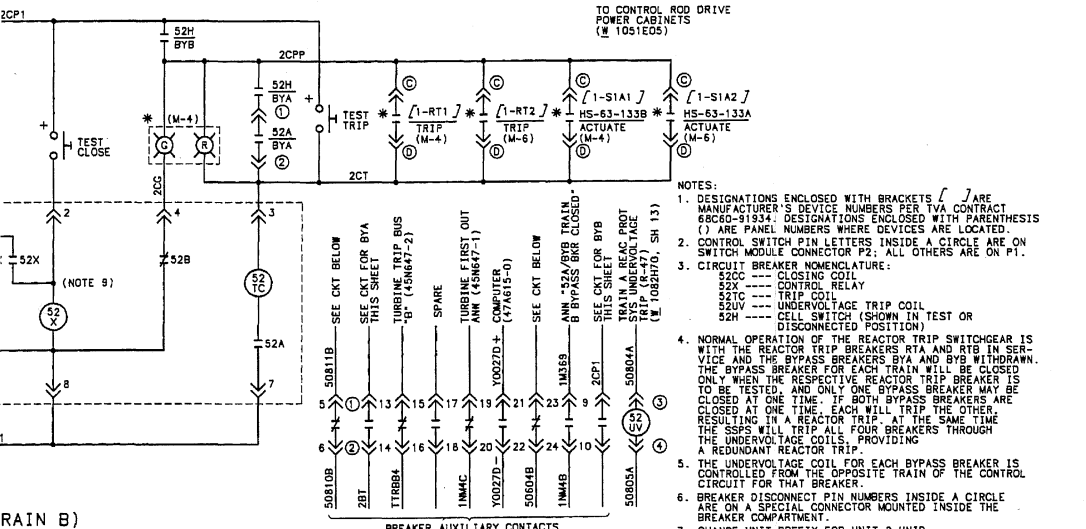 2CP1
52H
BYB
TO CONTROL ROD DRIVE
POWER CABINETS
(W 1051E05)
2CPP
+
TEST
CLOSE
*
(M-4)
G
R
2CG
52H
BYA
1
52A
BYA
2
+
TEST
TRIP
2CT
C
* [1-RT1 ]
TRIP
(M-4)
D
C
* [1-RT2 ]
TRIP
(M-6)
D
C
[1-S1A1 ]
* HS-63-133B
ACTUATE
(M-4)
D
C
[1-S1A2 ]
* HS-63-133A
ACTUATE
(M-6)
D
2
4
3
52X
(NOTE 9)
52
X
52B
52
TC
52A
8
7
SEE CKT BELOW
SEE CKT FOR BYA
THIS SHEET
TURBINE TRIP BUS
"B" (45N647-2)
SPARE
TURBINE FIRST OUT
ANN (45N647-1)
COMPUTER
(47A615-0)
SEE CKT BELOW
ANN "52A/BYB TRAIN
B BYPASS BKR CLOSED"
SEE CKT FOR BYB
THIS SHEET
TRAIN A REAC PROT
SYS UNDERVOLTAGE
TRIP (R-47)
(W 1082H70, SH 13)
50811B
Y0027D+
1M369
2CP1
50804A
5 1 13 15 17 19 21 23 9 3
52
UV
6 2 14 16 18 20 22 24 10 4
50810B
2BT
TTRBB4
1NM4C
Y0027D-
50604B
1NM4B
50805A
BREAKER AUXILIARY CONTACTS
RAIN B)
NOTES:
1. DESIGNATIONS ENCLOSED WITH BRACKETS [ ] ARE
MANUFACTURER'S DEVICE NUMBERS PER TVA CONTRACT
68C60-91934. DESIGNATIONS ENCLOSED WITH PARENTHESIS
() ARE PANEL NUMBERS WHERE DEVICES ARE LOCATED.
2. CONTROL SWITCH PIN LETTERS INSIDE A CIRCLE ARE ON
SWITCH MODULE CONNECTOR P2; ALL OTHERS ARE ON P1.
3. CIRCUIT BREAKER NOMENCLATURE:
52CC ---- CLOSING COIL
52X ---- CONTROL RELAY
52TC ---- TRIP COIL
52UV ---- UNDERVOLTAGE TRIP COIL
52H ---- CELL SWITCH (SHOWN IN TEST OR
DISCONNECTED POSITION)
4. NORMAL OPERATION OF THE REACTOR TRIP SWITCHGEAR IS
WITH THE REACTOR TRIP BREAKERS RTA AND RTB IN SER-
VICE AND THE BYPASS BREAKERS BYA AND BYB WITHDRAWN.
THE BYPASS BREAKER FOR EACH TRAIN WILL BE CLOSED
ONLY WHEN THE RESPECTIVE REACTOR TRIP BREAKER IS
TO BE TESTED, AND ONLY ONE BYPASS BREAKER MAY BE
CLOSED AT ONE TIME. IF BOTH BYPASS BREAKERS ARE
CLOSED AT ONE TIME, EACH WILL TRIP THE OTHER,
RESULTING IN A REACTOR TRIP. AT THE SAME TIME
THE SSPS WILL TRIP ALL FOUR BREAKERS THROUGH
THE UNDERVOLTAGE COILS, PROVIDING
A REDUNDANT REACTOR TRIP.
5. THE UNDERVOLTAGE COIL FOR EACH BYPASS BREAKER IS
CONTROLLED FROM THE OPPOSITE TRAIN OF THE CONTROL
CIRCUIT FOR THAT BREAKER.
6. BREAKER DISCONNECT PIN NUMBERS INSIDE A CIRCLE
ARE ON A SPECIAL CONNECTOR MOUNTED INSIDE THE
BREAKER COMPARTMENT.